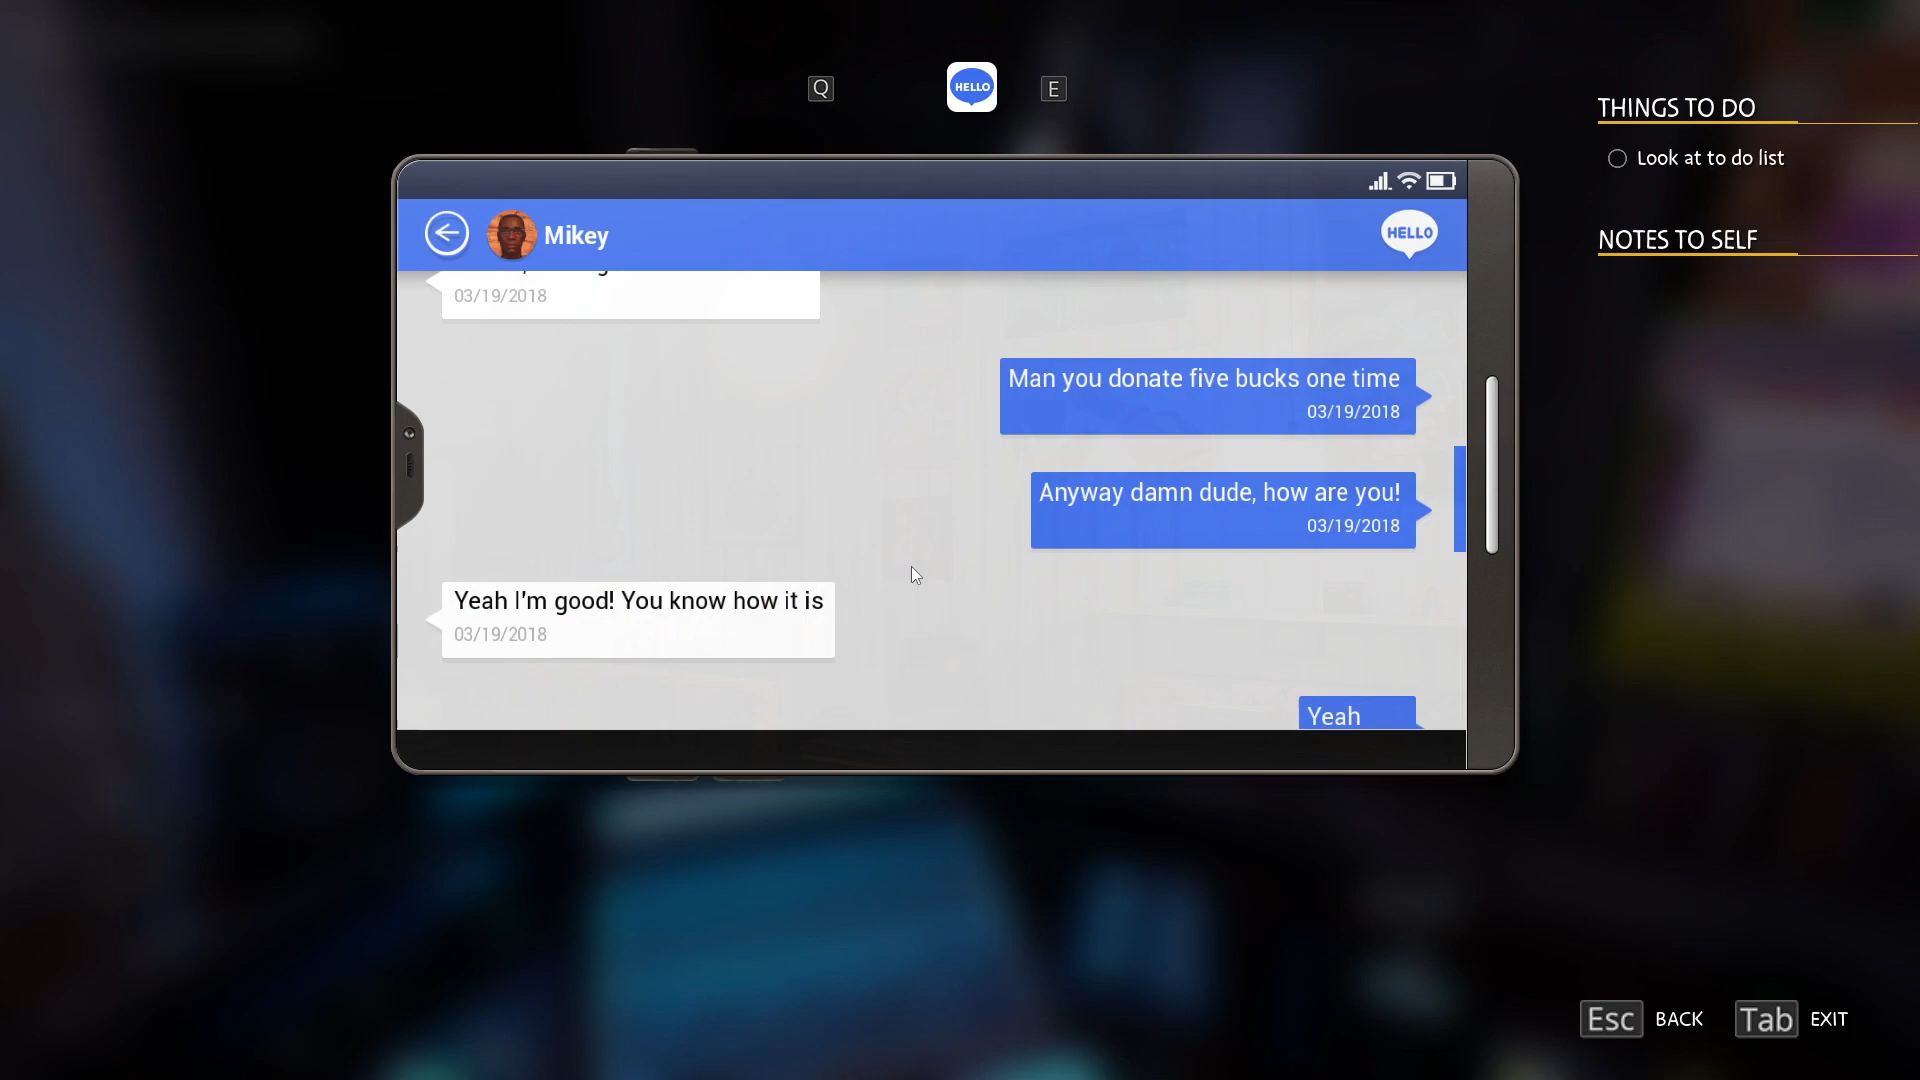 Q
HELLO
E
THINGS TO DO
Look at to do list
NOTES TO SELF
Mikey
HELLO
03/19/2018
Man you donate five bucks one time
03/19/2018
Anyway damn dude, how are you!
03/19/2018
Yeah I'm good! You know how it is
03/19/2018
Yeah
Esc BACK Tab EXIT